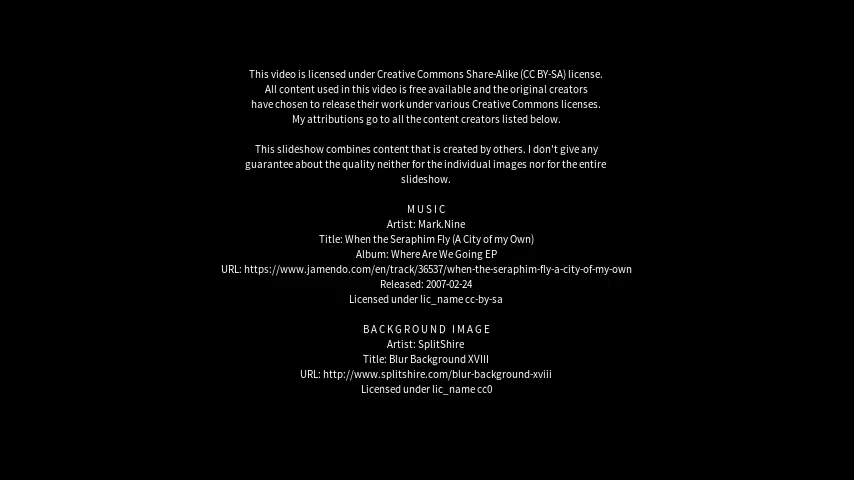 This video is licensed under Creative Commons Share-Alike (CC BY-SA) license.
All content used in this video is free available and the original creators
have chosen to release their work under various Creative Commons licenses.
My attributions go to all the content creators listed below.
This slideshow combines content that is created by others. I don't give any
guarantee about the quality neither for the individual images nor for the entire
slideshow.
MUSIC
Artist: Mark.Nine
Title: When the Seraphim Fly (A City of my Own)
Album: Where Are We Going EP
URL: https://www.jamendo.com/en/track/36537/when-the-seraphim-fly-a-city-of-my-own
Released: 2007-02-24
Licensed under lic_name cc-by-sa
BACKGROUND IMAGE
Artist: SplitShire
Title: Blur Background XVIII
URL: http://www.splitshire.com/blur-background-xviii
Licensed under lic_name cc0